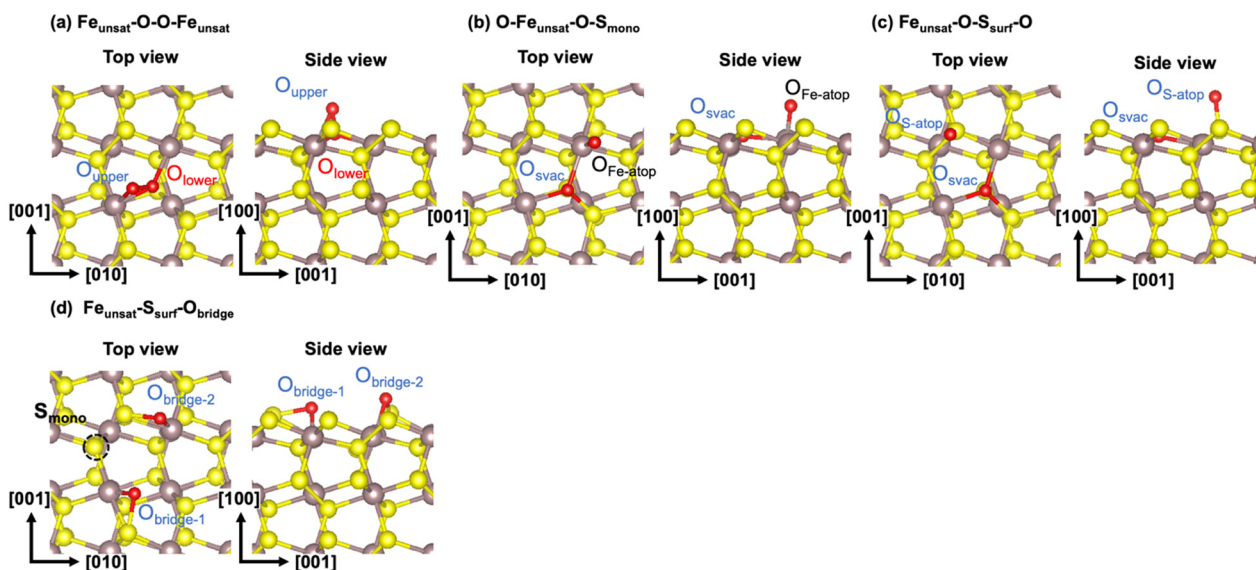 (a) Fe_unsat-O-O-Fe_unsat
Top view
Side view
O_upper
O_lower
[001]
[010]
O_upper
O_lower
[100]
[001]
(b) O-Fe_unsat-O-S_mono
Top view
Side view
O_svac
O_Fe-atop
[001]
[010]
O_svac
O_Fe-atop
[100]
[001]
(c) Fe_unsat-O-S_surf-O
Top view
Side view
O_S-atop
O_svac
[001]
[010]
O_svac
O_S-atop
[100]
[001]
(d) Fe_unsat-S_surf-O_bridge
Top view
Side view
O_bridge-2
S_mono
O_bridge-1
[001]
[010]
O_bridge-1
O_bridge-2
[100]
[001]